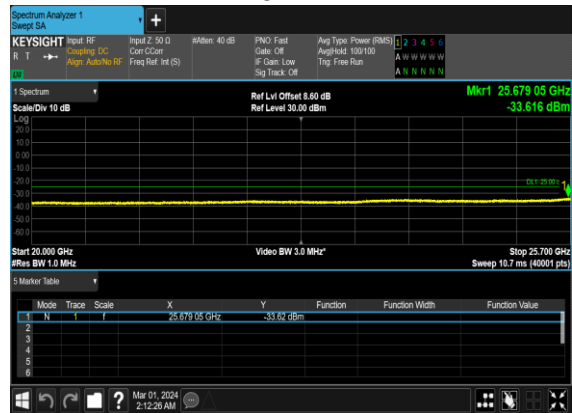 Spectrum Analyzer 1
Swept SA
+
KEYSIGHT Input: RF Input Z: 50 Ω #Atten: 40 dB PNO: Fast Avg Type: Power (RMS) 1 2 3 4 5 6
R T Coupling: DC Corr CCorr Gate: Off Avg|Hold: 100/100 A W W W W W
Align: Auto/No RF Freq Ref: Int (S) IF Gain: Low Trig: Free Run
LW Sig Track: Off A N N N N N
1 Spectrum Ref Lvl Offset 8.60 dB Mkr1 25.679 05 GHz
Scale/Div 10 dB Ref Level 30.00 dBm -33.616 dBm
Log
20.0
10.0
0.00
-10.0
-20.0
DL1 -25.00
1
-30.0
-40.0
-50.0
-60.0
Start 20.000 GHz Video BW 3.0 MHz* Stop 25.700 GHz
#Res BW 1.0 MHz Sweep 10.7 ms (40001 pts)
5 Marker Table
Mode Trace Scale X Y Function Function Width Function Value
1 N 1 f 25.679 05 GHz -33.62 dBm
2
3
4
5
6
? Mar 01, 2024
2:12:26 AM